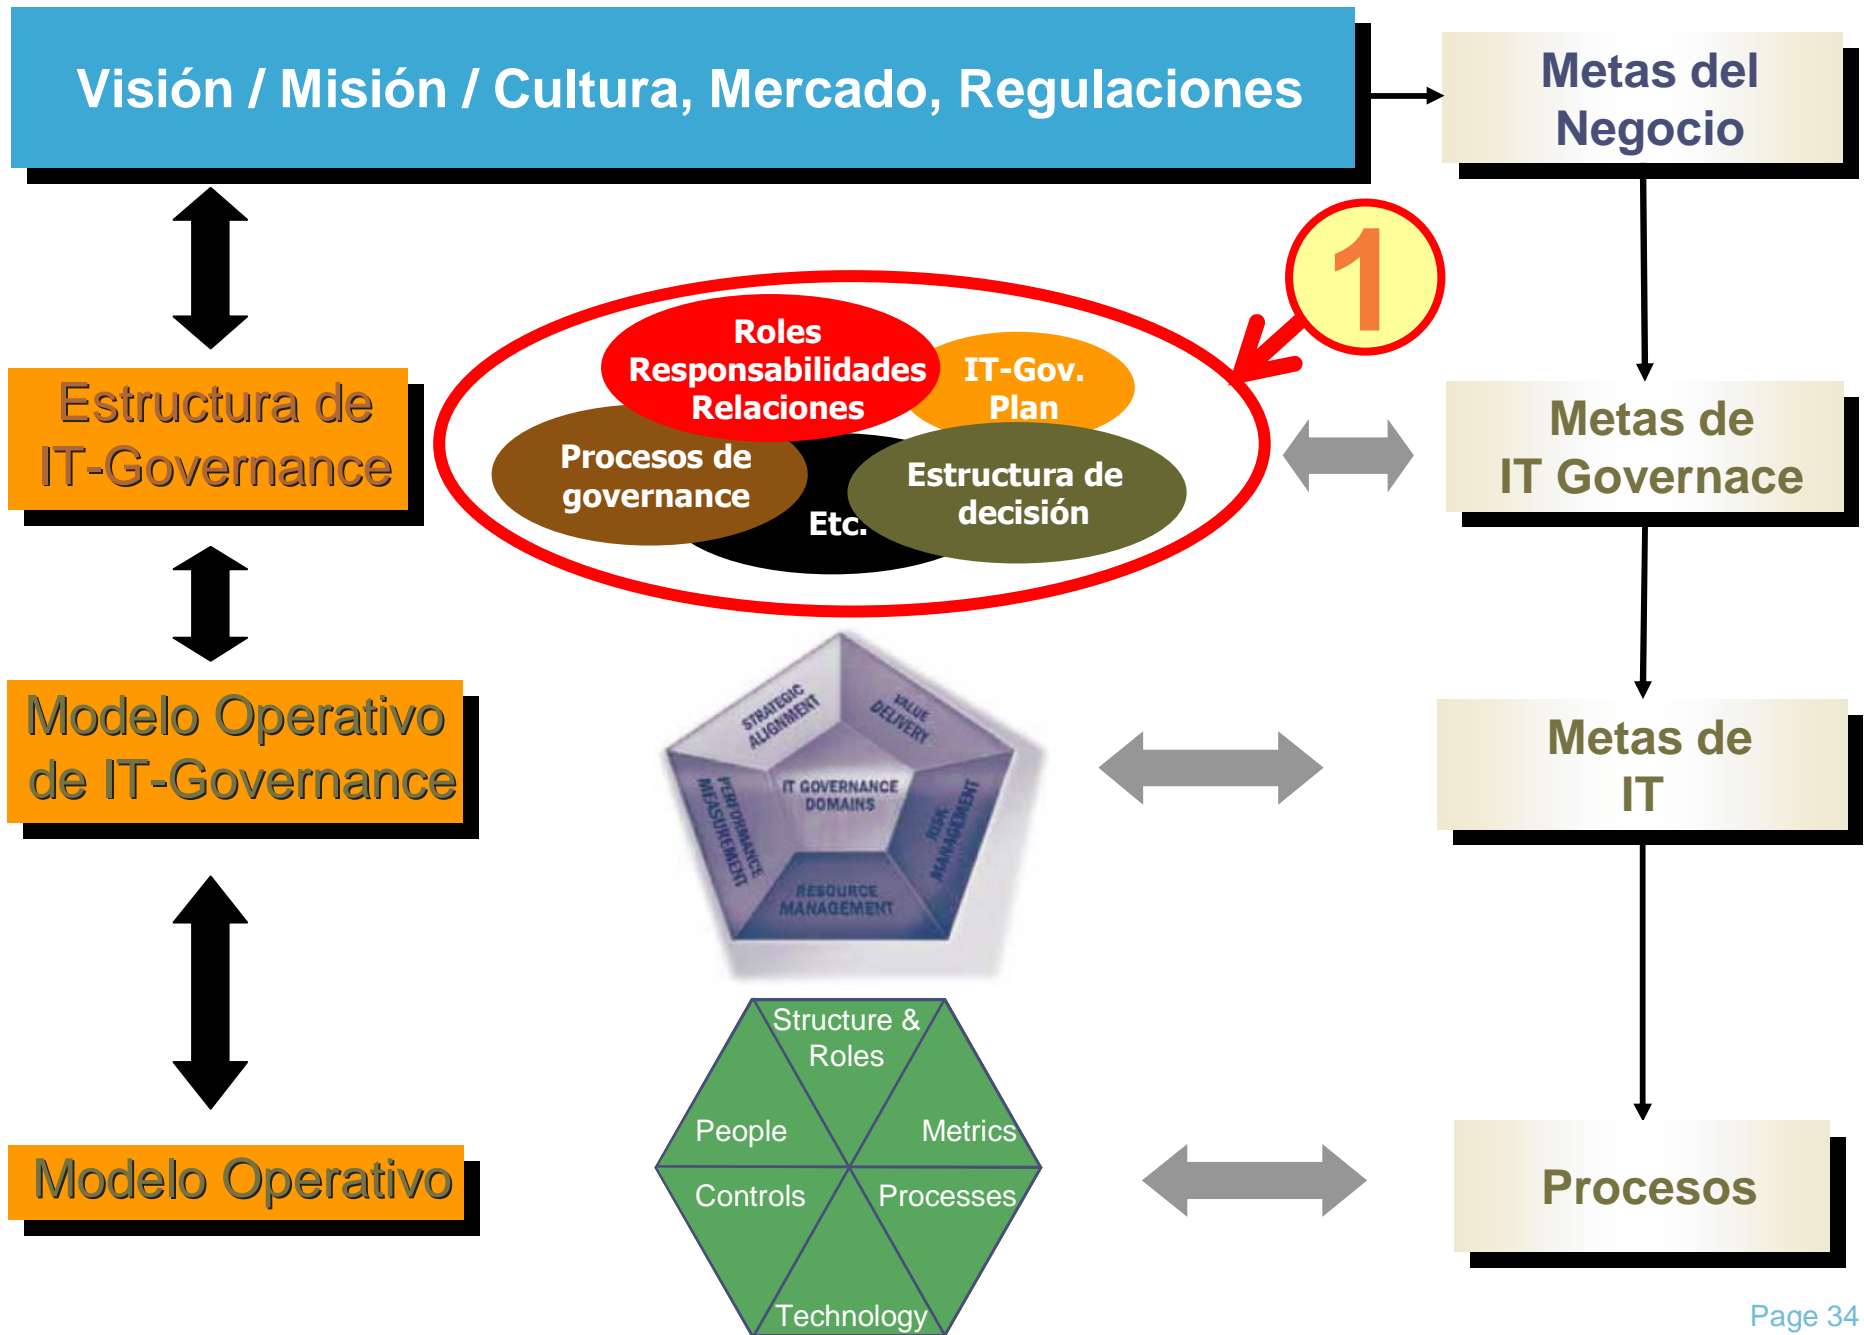 Visión / Misión / Cultura, Mercado, Regulaciones
Metas del
Negocio
1
Roles
Responsabilidades
Relaciones
IT-Gov.
Plan
Procesos de
governance
Estructura de
decisión
Etc.
Estructura de
IT-Governance
Metas de
IT Governace
Modelo Operativo
de IT-Governance
STRATEGIC
ALIGNMENT
VALUE
DELIVERY
IT GOVERNANCE
DOMAINS
PERFORMANCE
MEASUREMENT
RISK
MANAGEMENT
RESOURCE
MANAGEMENT
Metas de
IT
Modelo Operativo
Structure &
Roles
People
Metrics
Controls
Processes
Technology
Procesos
Page 34